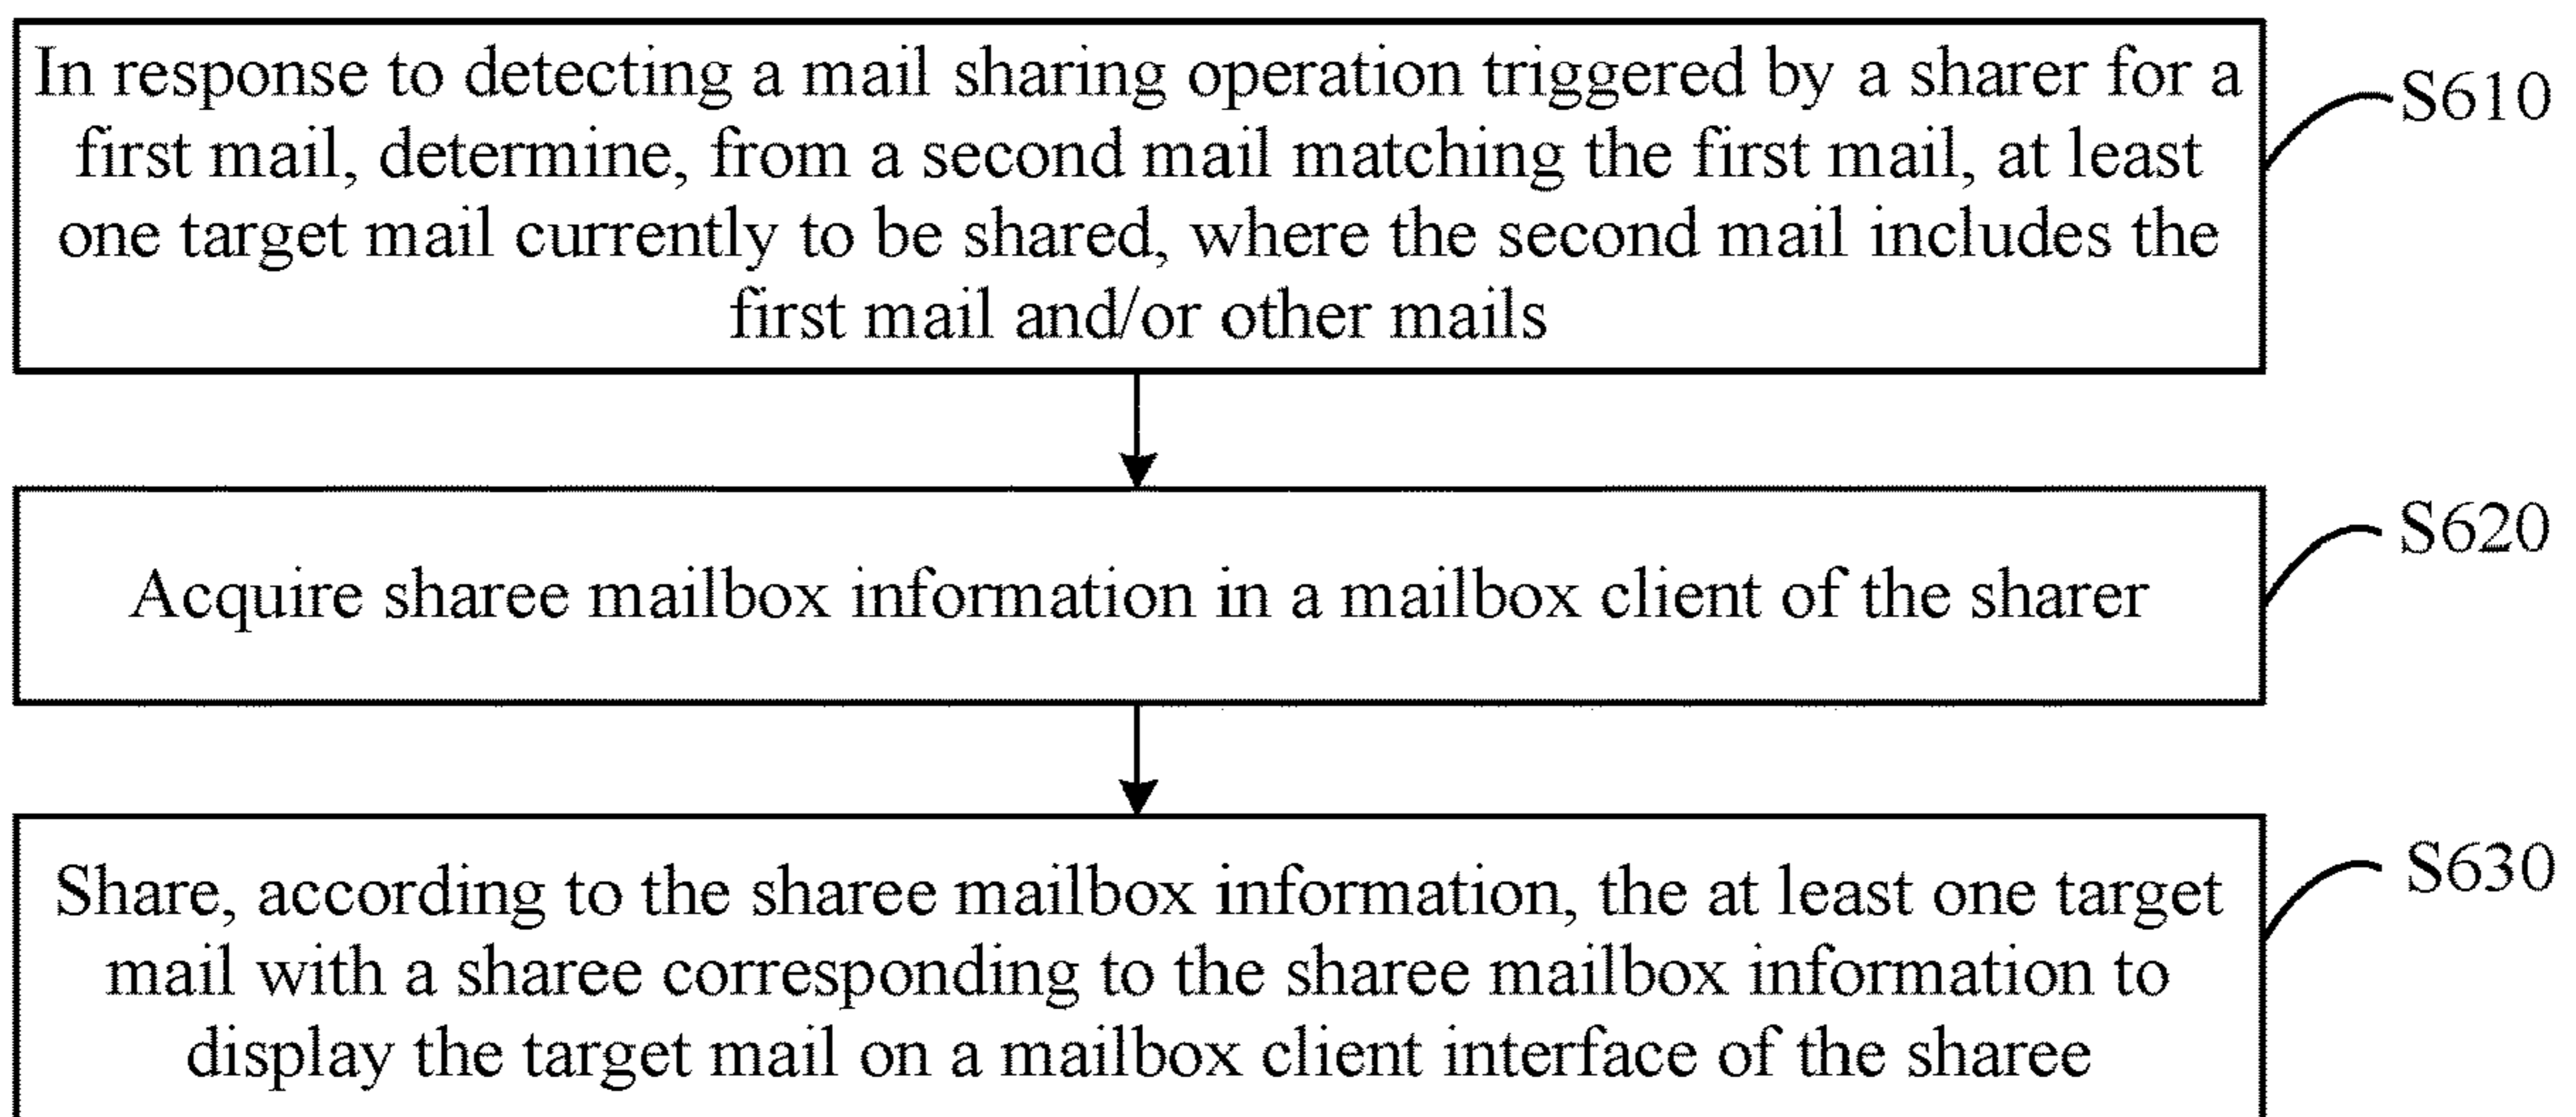 In response to detecting a mail sharing operation triggered by a sharer for a
first mail, determine, from a second mail matching the first mail, at least
one target mail currently to be shared, where the second mail includes the
first mail and/or other mails
S610
Acquire sharee mailbox information in a mailbox client of the sharer
S620
Share, according to the sharee mailbox information, the at least one target
mail with a sharee corresponding to the sharee mailbox information to
display the target mail on a mailbox client interface of the sharee
S630